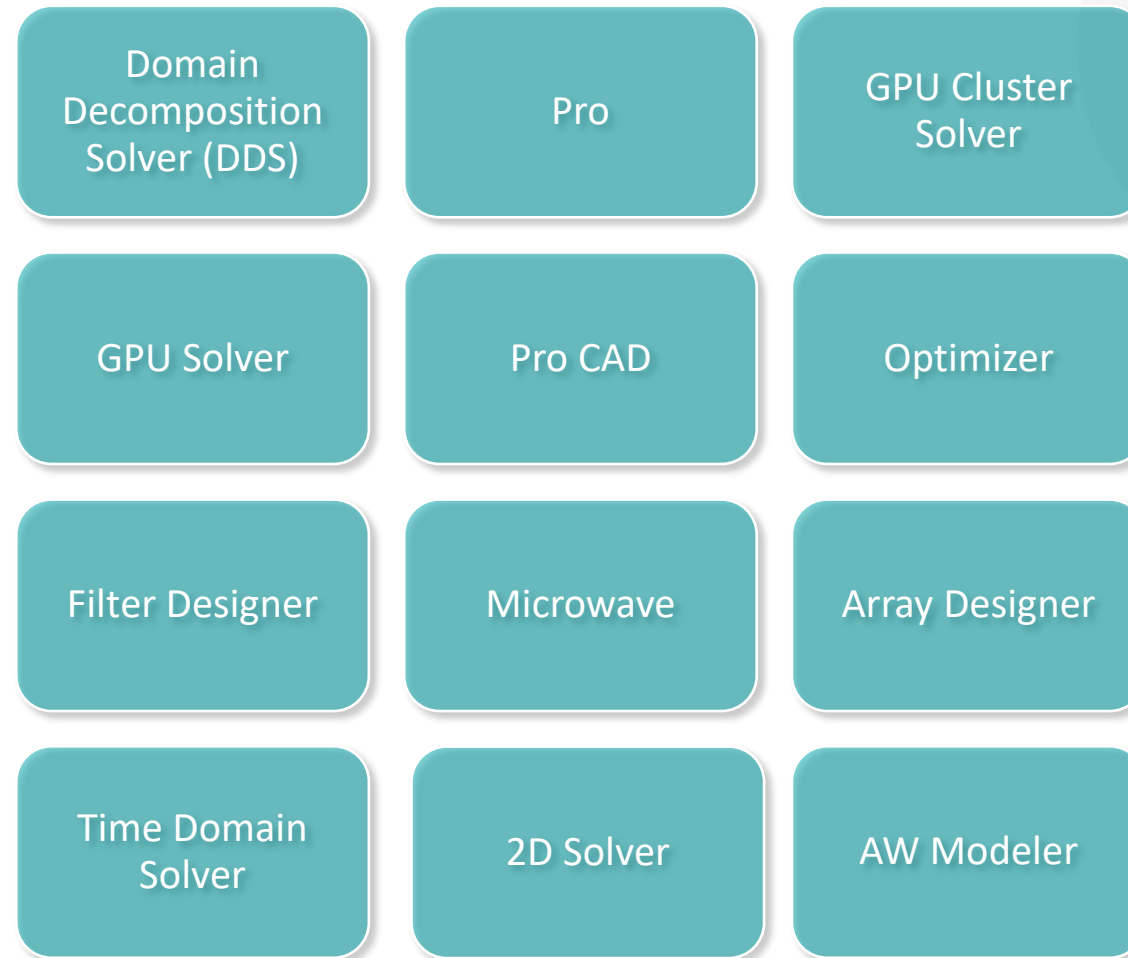 Domain
Decomposition
Solver (DDS)
Pro
GPU Cluster
Solver
GPU Solver
Pro CAD
Optimizer
Filter Designer
Microwave
Array Designer
Time Domain
Solver
2D Solver
AW Modeler